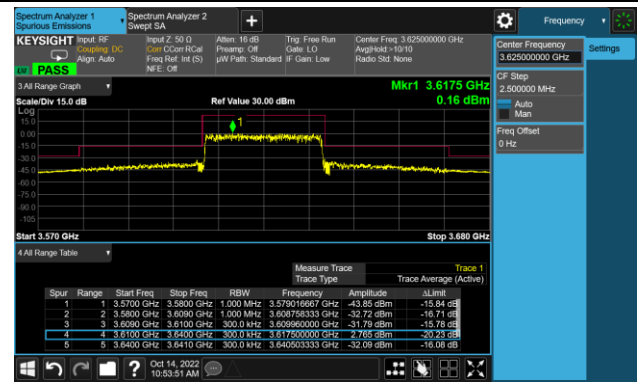 Spectrum Analyzer 1
Spurious Emissions
Spectrum Analyzer 2
Swept SA
Frequency
KEYSIGHT
Input: RF
Coupling: DC
Align: Auto
Input Z: 50 Ω
Corr CCorr RCal
Freq Ref: Int (S)
NFE: Off
Atten: 16 dB
Preamp: Off
µW Path: Standard
Trig: Free Run
Gate: LO
IF Gain: Low
Center Freq: 3.625000000 GHz
Avg|Hold:>10/10
Radio Std: None
PASS
Center Frequency
3.625000000 GHz
Settings
CF Step
2.500000 MHz
Auto
Man
Freq Offset
0 Hz
3 All Range Graph
Mkr1 3.6175 GHz
Scale/Div 15.0 dB
Ref Value 30.00 dBm
0.16 dBm
Log
15.0
0.00
-15.0
-30.0
-45.0
-60.0
-75.0
-90.0
-105
1
Start 3.570 GHz
Stop 3.680 GHz
4 All Range Table
Measure Trace Trace 1
Trace Type Trace Average (Active)
Spur Range Start Freq Stop Freq RBW Frequency Amplitude ΔLimit
1 1 3.5700 GHz 3.5800 GHz 1.000 MHz 3.579016667 GHz -43.85 dBm -15.84 dB
2 2 3.5800 GHz 3.6090 GHz 1.000 MHz 3.608758333 GHz -32.72 dBm -16.71 dB
3 3 3.6090 GHz 3.6100 GHz 300.0 kHz 3.609960000 GHz -31.79 dBm -15.78 dB
4 4 3.6100 GHz 3.6400 GHz 300.0 kHz 3.617500000 GHz 2.765 dBm -20.23 dB
5 5 3.6400 GHz 3.6410 GHz 300.0 kHz 3.640503333 GHz -32.09 dBm -16.08 dB
Oct 14, 2022
10:53:51 AM